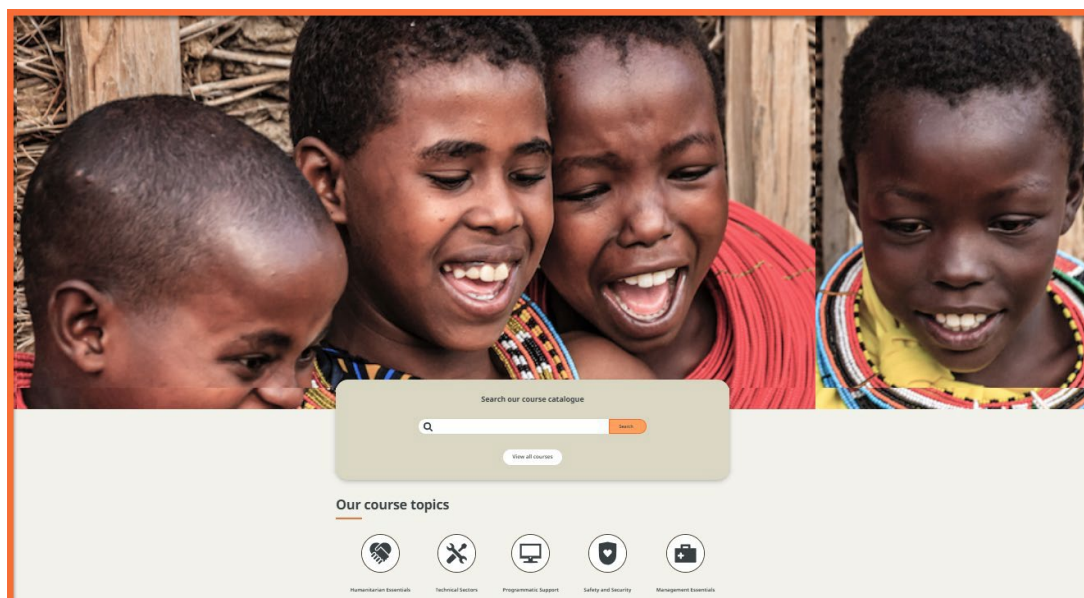 Search our course catalogue
Search
View all courses
Our course topics
Humanitarian Essentials
Technical Sectors
Programmatic Support
Safety and Security
Management Essentials